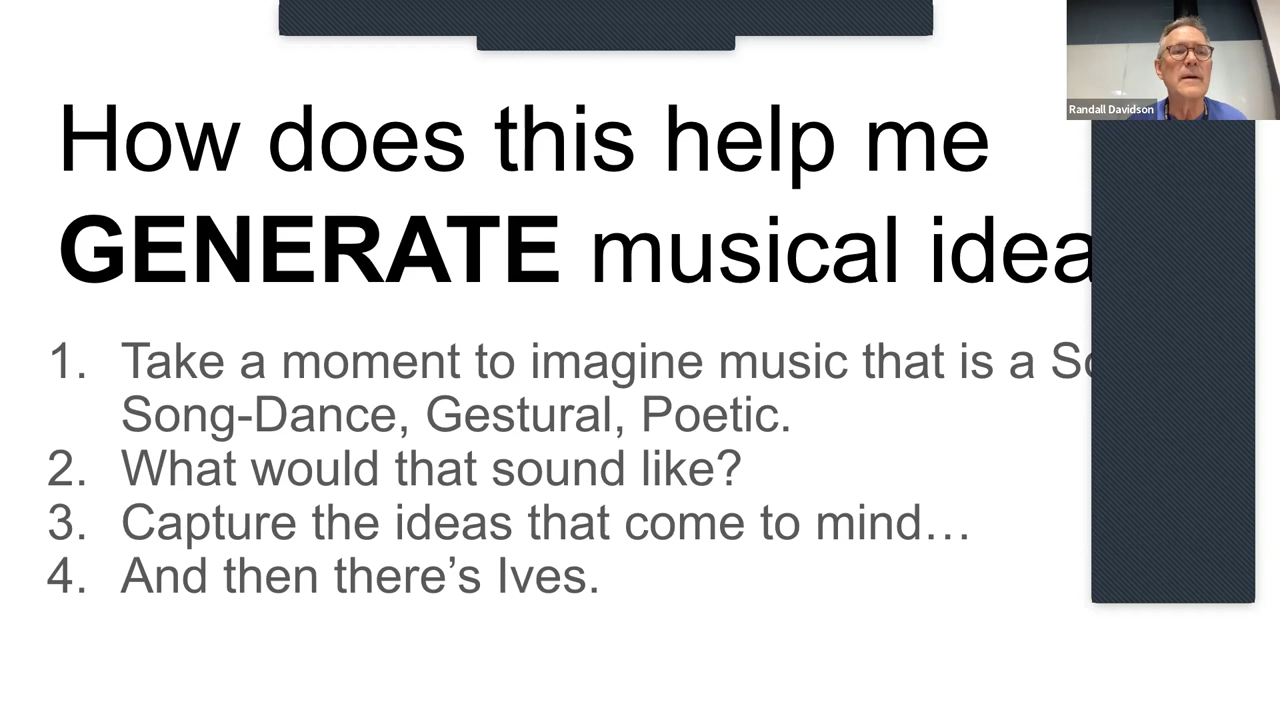 How does this help me
GENERATE musical idea
1. Take a moment to imagine music that is a
Song-Dance, Gestural, Poetic.
2. What would that sound like?
3. Capture the ideas that come to mind…
4. And then there’s Ives.
Randall Davidson